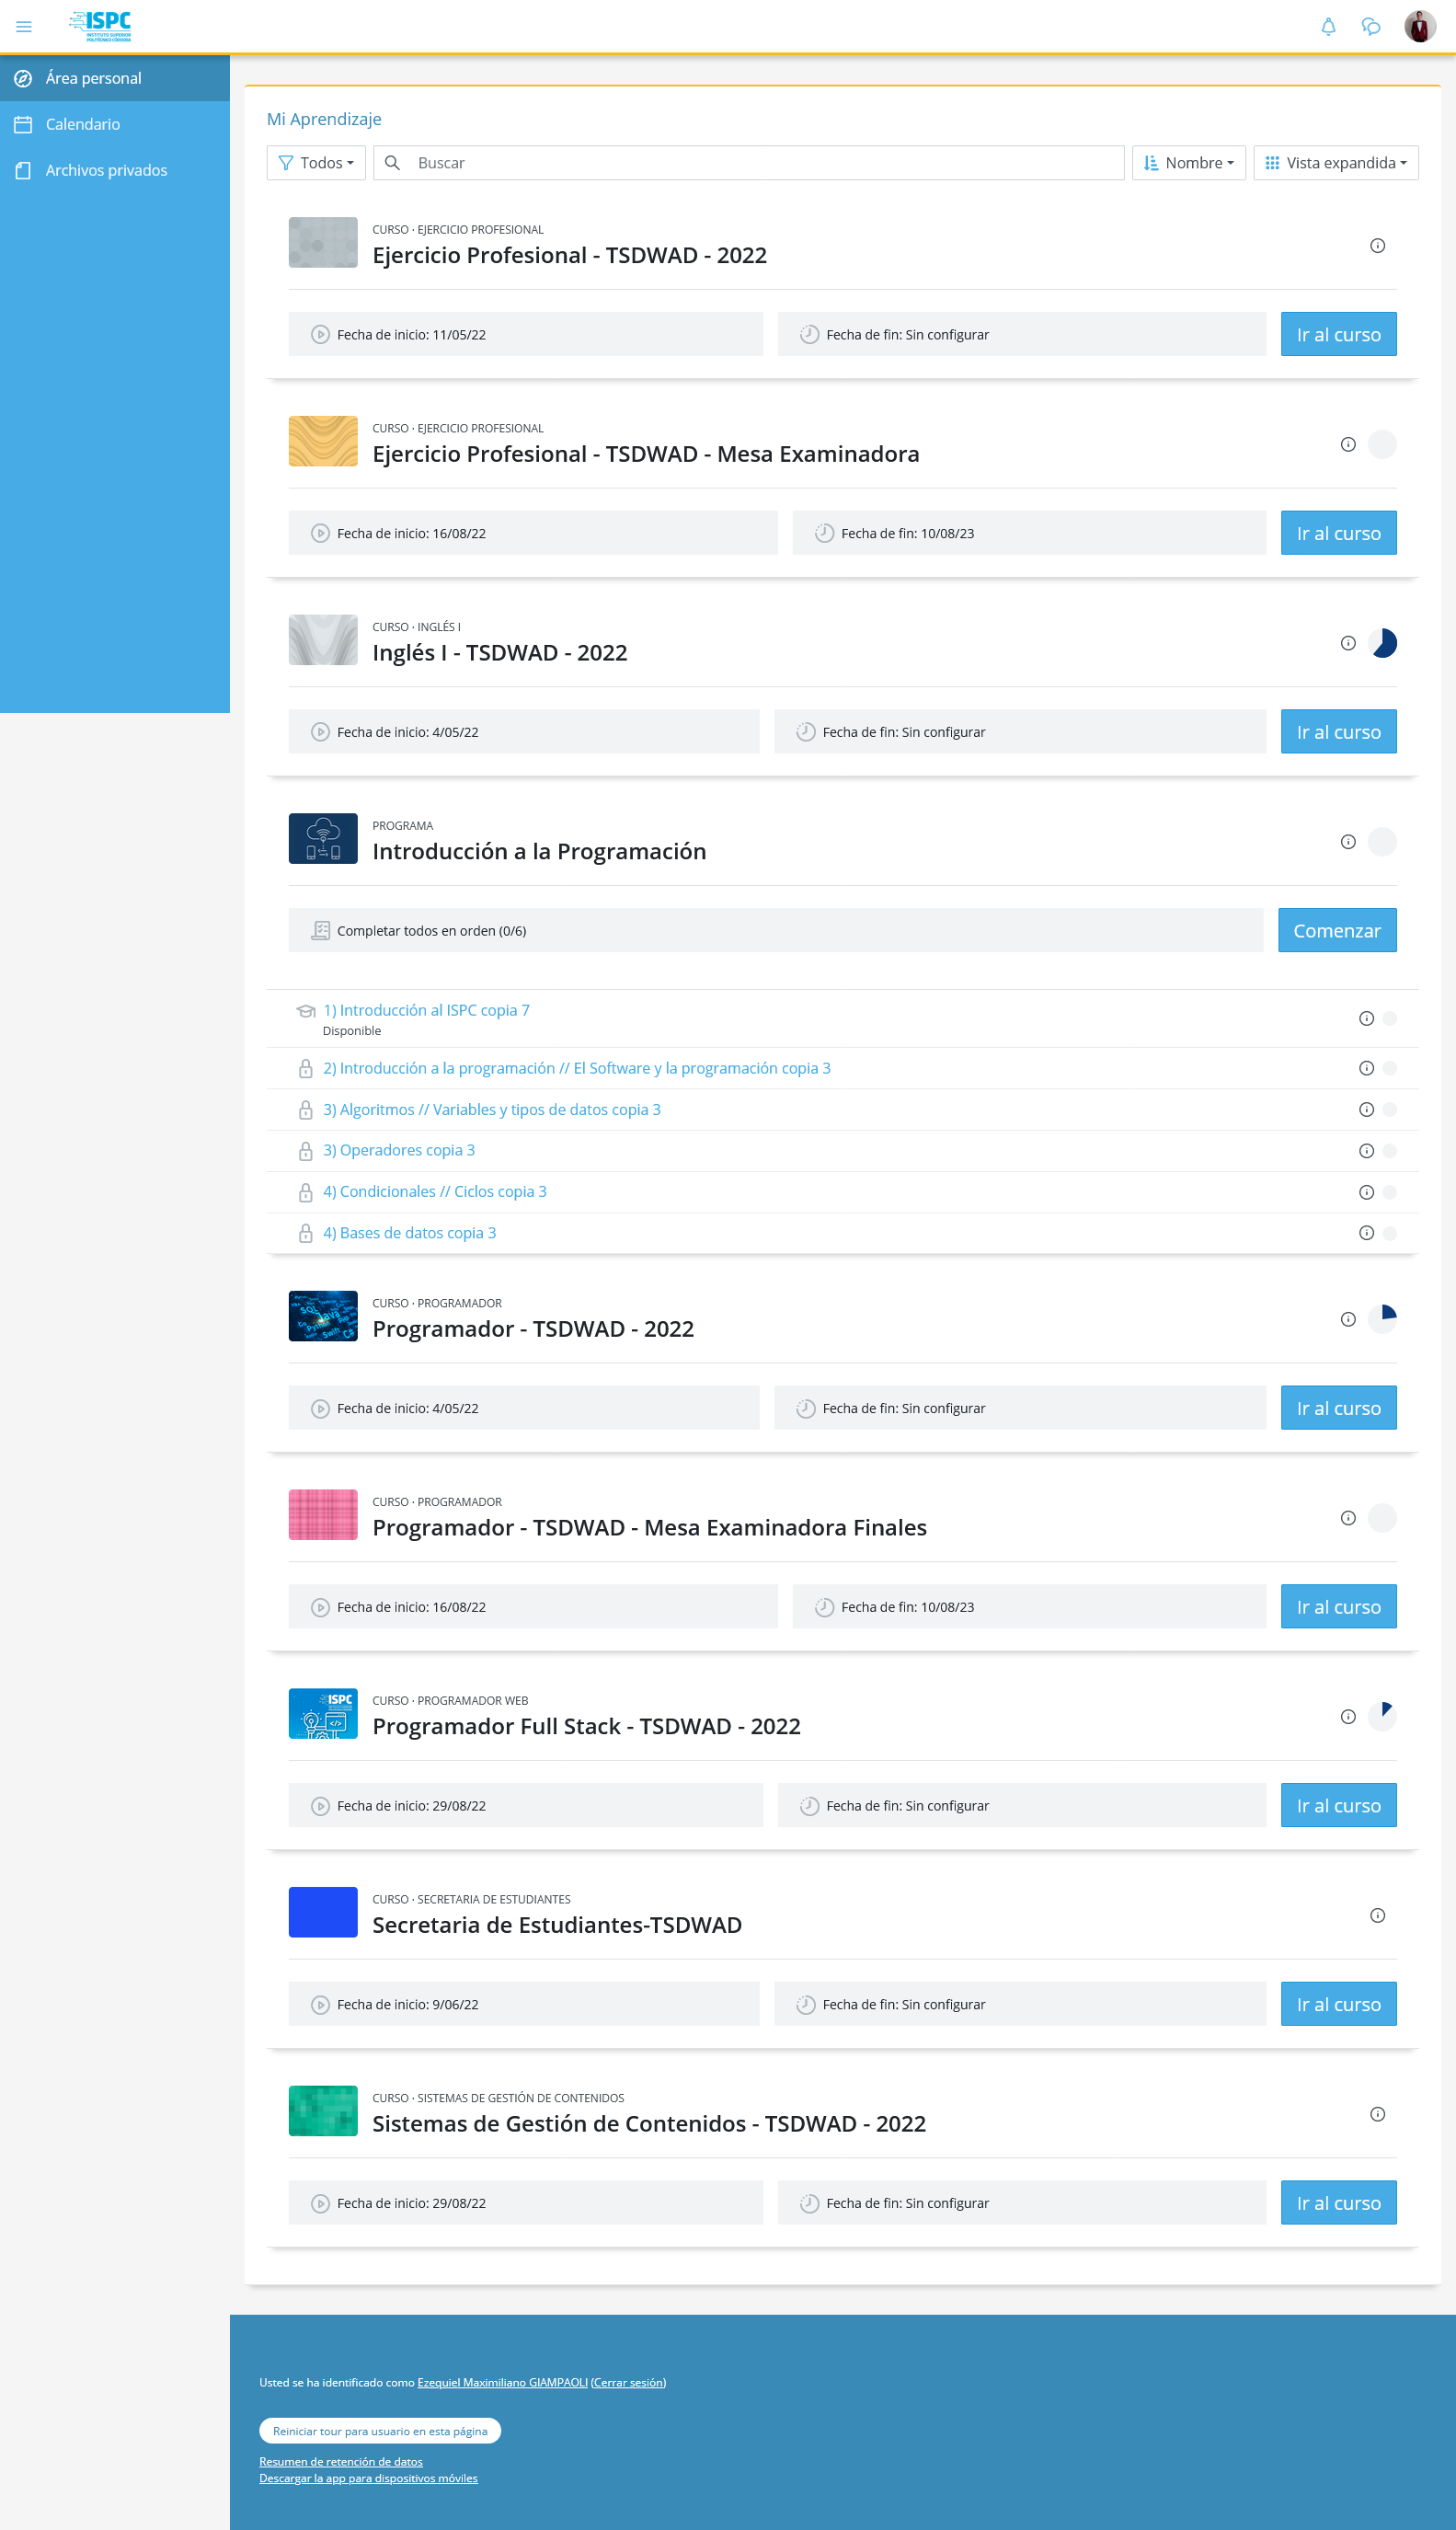 ISPC
INSTITUTO SUPERIOR
POLITÉCNICO CÓRDOBA
Área personal
Calendario
Archivos privados
Mi Aprendizaje
Todos
Buscar
Nombre
Vista expandida
CURSO · EJERCICIO PROFESIONAL
Ejercicio Profesional - TSDWAD - 2022
Fecha de inicio: 11/05/22
Fecha de fin: Sin configurar
Ir al curso
CURSO · EJERCICIO PROFESIONAL
Ejercicio Profesional - TSDWAD - Mesa Examinadora
Fecha de inicio: 16/08/22
Fecha de fin: 10/08/23
Ir al curso
CURSO · INGLÉS I
Inglés I - TSDWAD - 2022
Fecha de inicio: 4/05/22
Fecha de fin: Sin configurar
Ir al curso
PROGRAMA
Introducción a la Programación
Completar todos en orden (0/6)
Comenzar
1) Introducción al ISPC copia 7
Disponible
2) Introducción a la programación // El Software y la programación copia 3
3) Algoritmos // Variables y tipos de datos copia 3
3) Operadores copia 3
4) Condicionales // Ciclos copia 3
4) Bases de datos copia 3
SQL
Java
Python
Swift
C#
CURSO · PROGRAMADOR
Programador - TSDWAD - 2022
Fecha de inicio: 4/05/22
Fecha de fin: Sin configurar
Ir al curso
CURSO · PROGRAMADOR
Programador - TSDWAD - Mesa Examinadora Finales
Fecha de inicio: 16/08/22
Fecha de fin: 10/08/23
Ir al curso
ISPC
CURSO · PROGRAMADOR WEB
Programador Full Stack - TSDWAD - 2022
Fecha de inicio: 29/08/22
Fecha de fin: Sin configurar
Ir al curso
CURSO · SECRETARIA DE ESTUDIANTES
Secretaria de Estudiantes-TSDWAD
Fecha de inicio: 9/06/22
Fecha de fin: Sin configurar
Ir al curso
CURSO · SISTEMAS DE GESTIÓN DE CONTENIDOS
Sistemas de Gestión de Contenidos - TSDWAD - 2022
Fecha de inicio: 29/08/22
Fecha de fin: Sin configurar
Ir al curso
Usted se ha identificado como Ezequiel Maximiliano GIAMPAOLI (Cerrar sesión)
Reiniciar tour para usuario en esta página
Resumen de retención de datos
Descargar la app para dispositivos móviles